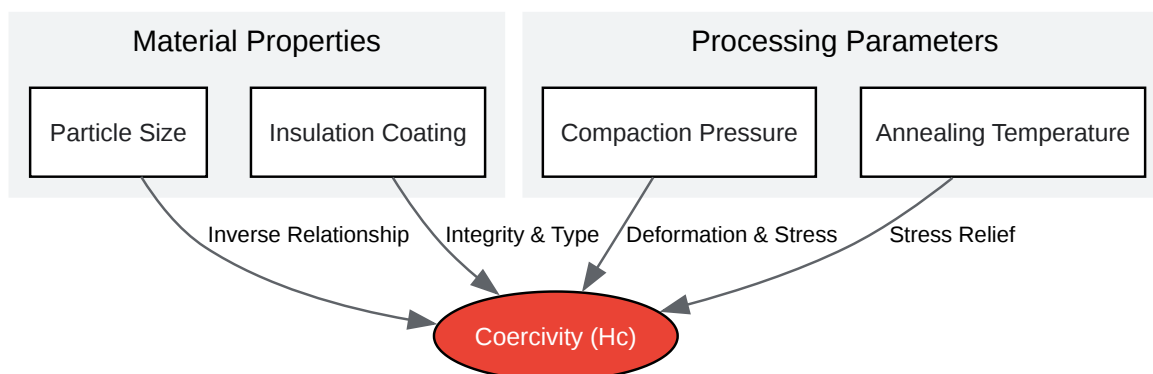 Material Properties
Processing Parameters
Particle Size
Insulation Coating
Compaction Pressure
Annealing Temperature
Inverse Relationship
Integrity & Type
Deformation & Stress
Stress Relief
Coercivity (Hc)